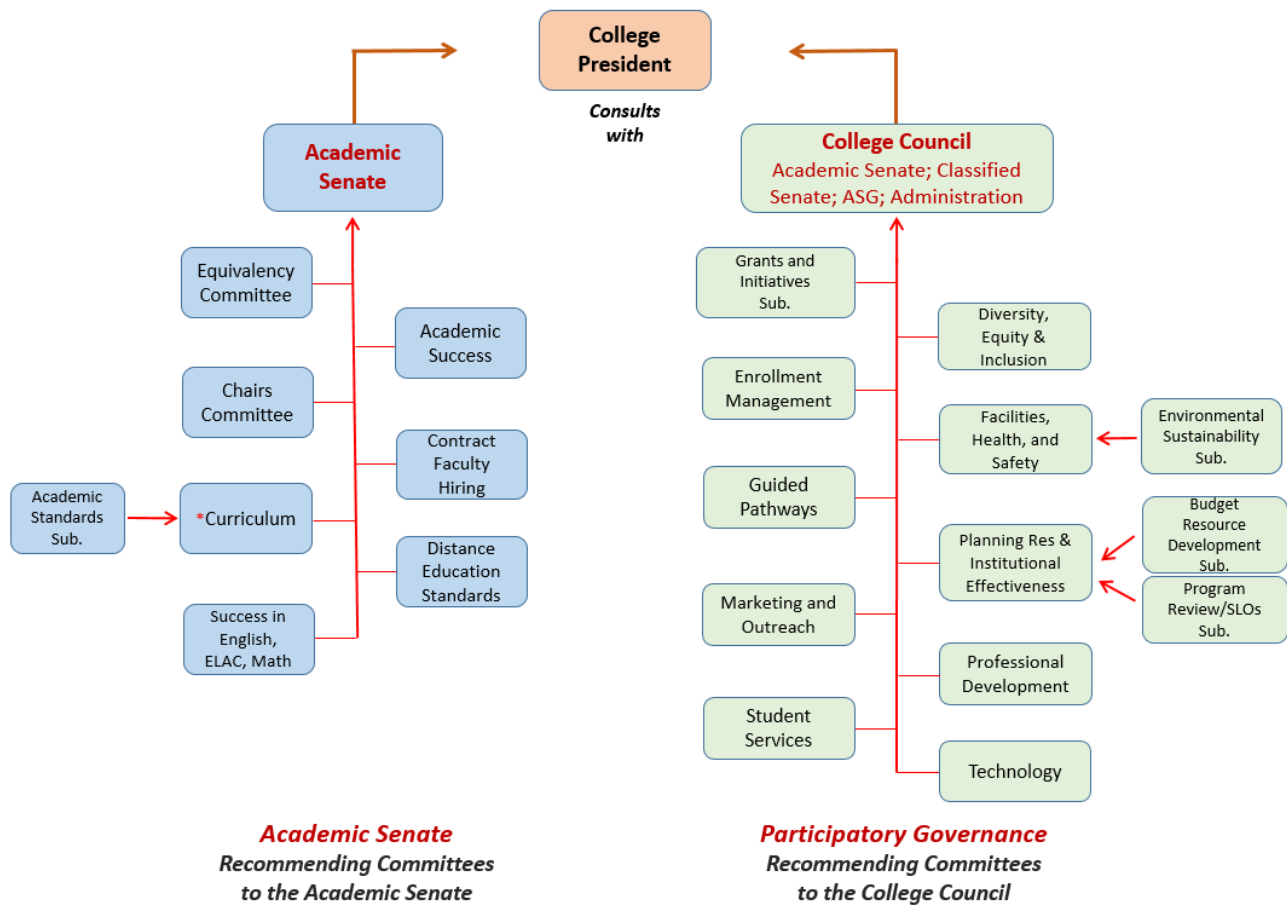 College
President
Consults
with
Academic
Senate
College Council
Academic Senate; Classified
Senate; ASG; Administration
Equivalency
Committee
Academic
Success
Chairs
Committee
Contract
Faculty
Hiring
Academic
Standards
Sub.
*Curriculum
Distance
Education
Standards
Success in
English,
ELAC, Math
Grants and
Initiatives
Sub.
Diversity,
Equity &
Inclusion
Enrollment
Management
Facilities,
Health, and
Safety
Environmental
Sustainability
Sub.
Guided
Pathways
Planning Res &
Institutional
Effectiveness
Budget
Resource
Development
Sub.
Program
Review/SLOs
Sub.
Marketing and
Outreach
Professional
Development
Student
Services
Technology
Academic Senate
Recommending Committees
to the Academic Senate
Participatory Governance
Recommending Committees
to the College Council